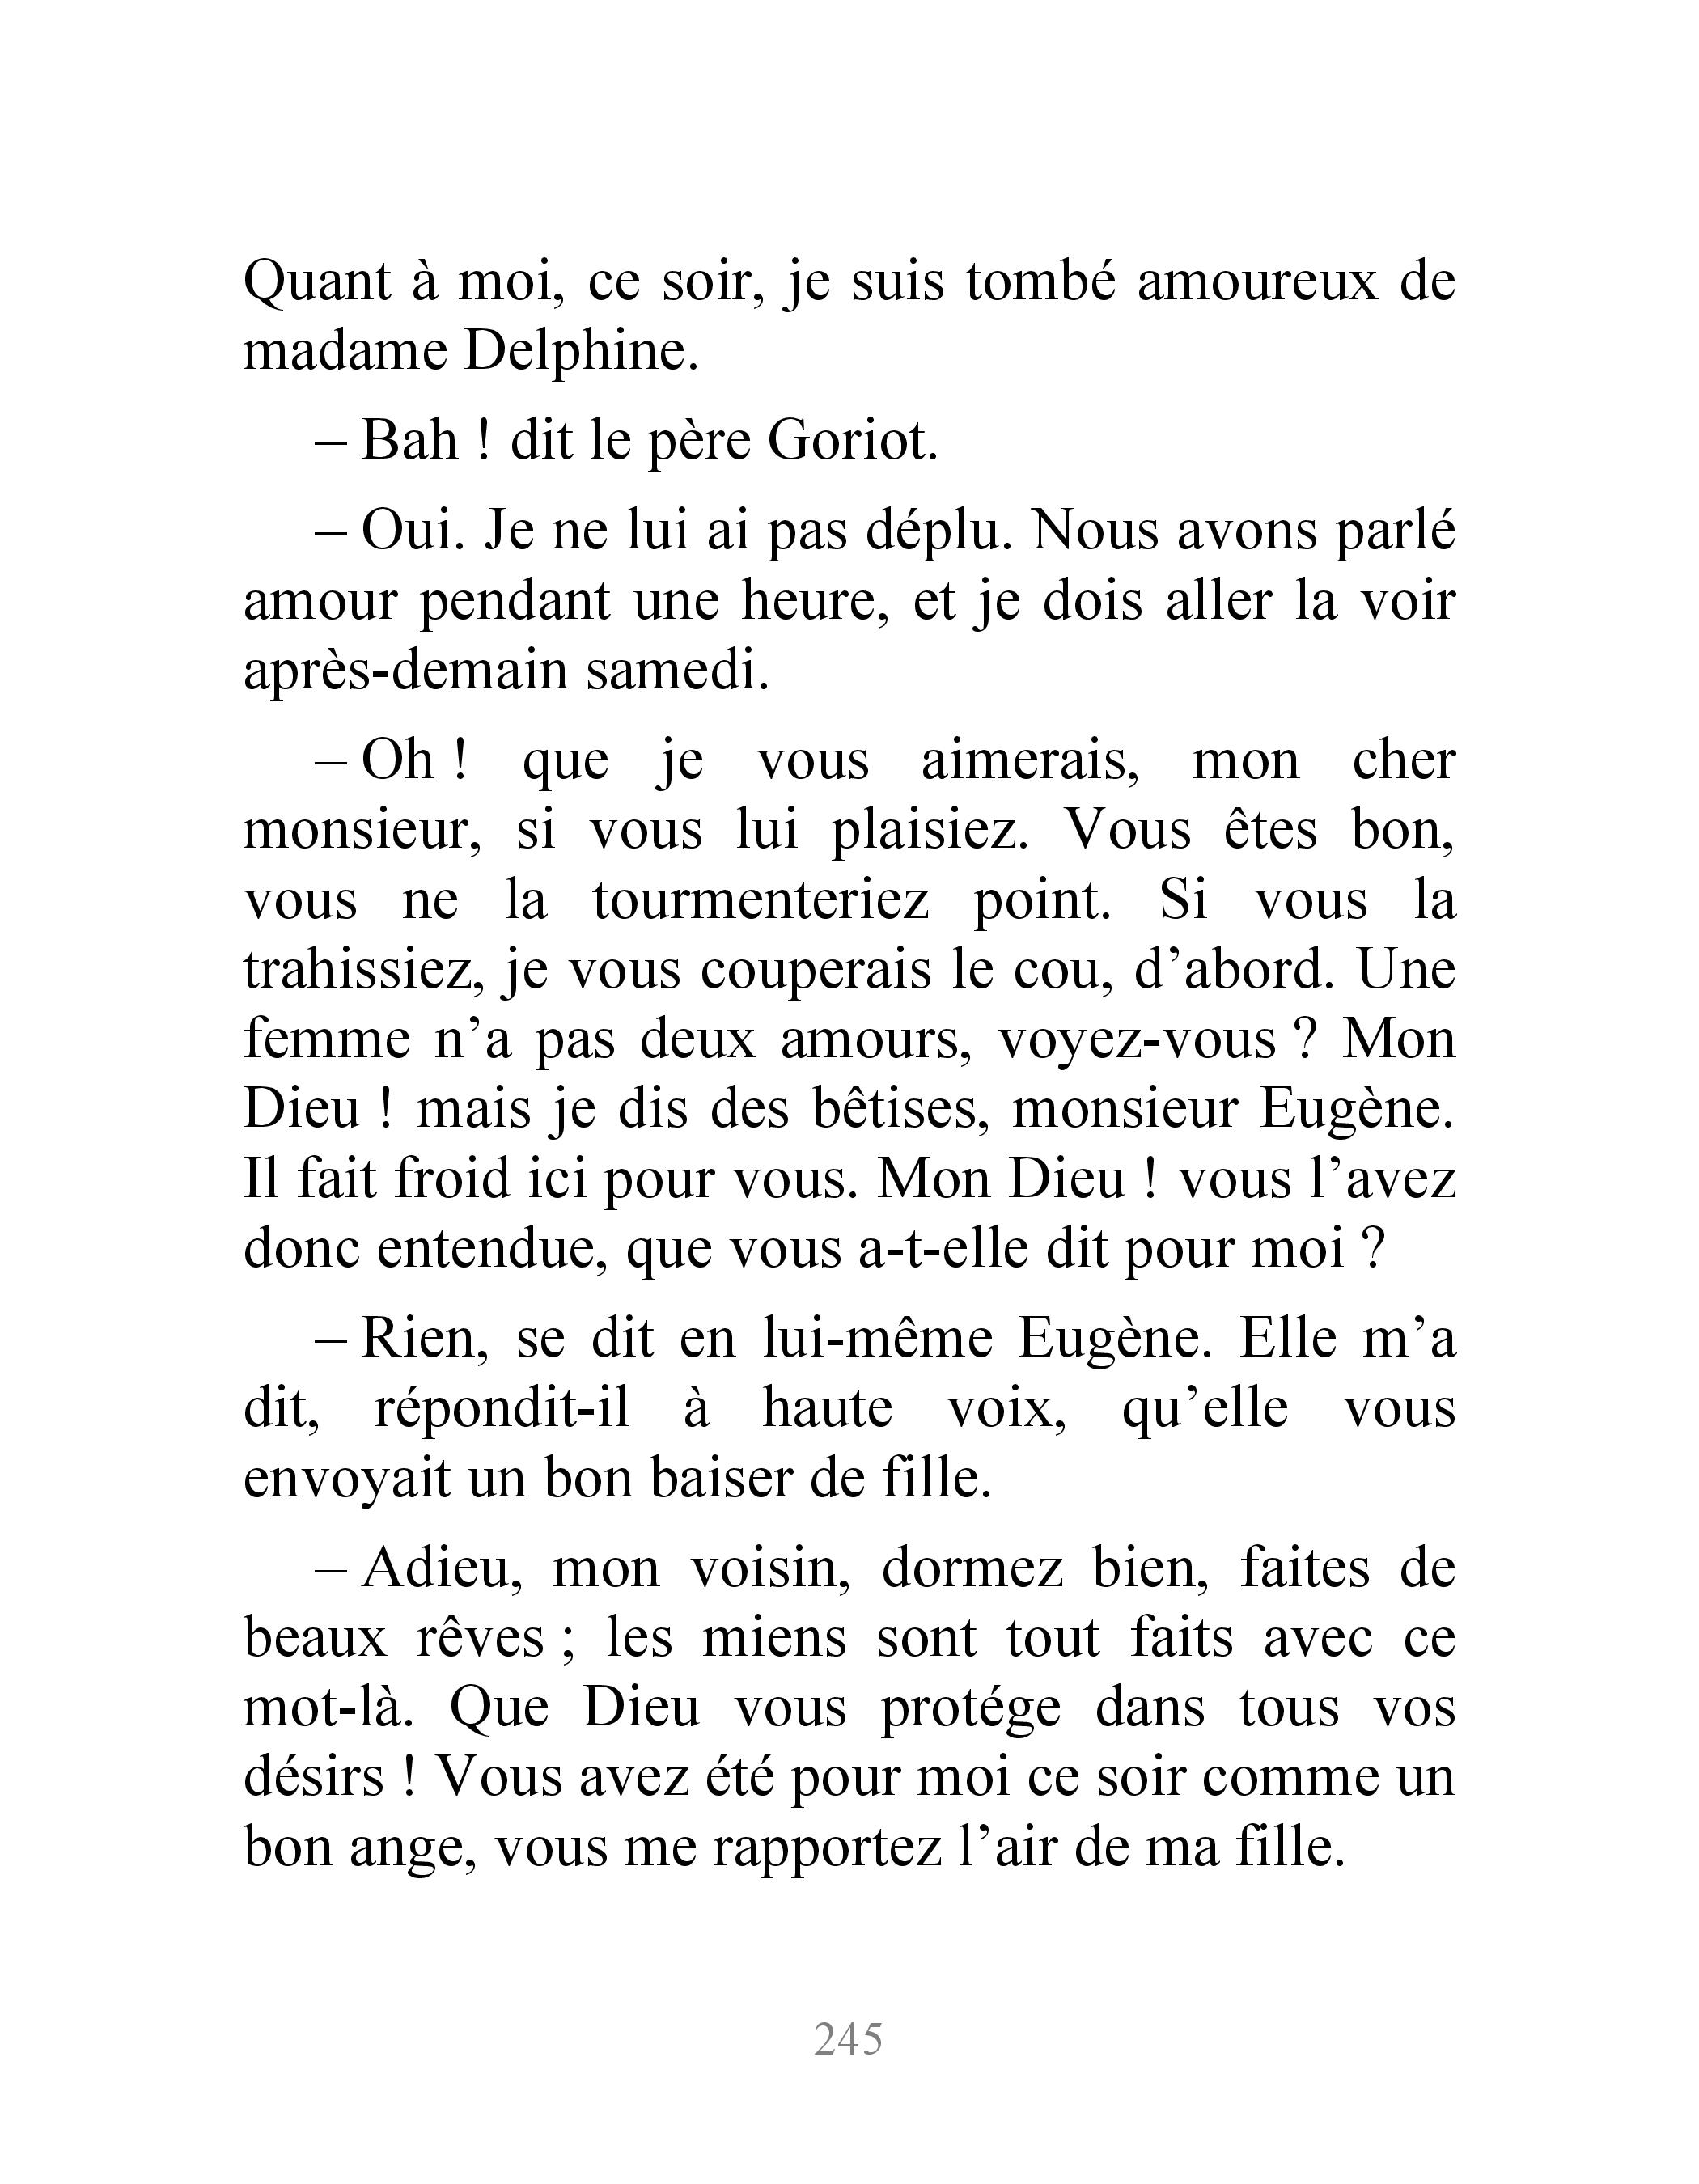 Quant à moi, ce soir, je suis tombé amoureux de
madame Delphine.
– Bah ! dit le père Goriot.
– Oui. Je ne lui ai pas déplu. Nous avons parlé
amour pendant une heure, et je dois aller la voir
après-demain samedi.
– Oh ! que je vous aimerais, mon cher
monsieur, si vous lui plaisiez. Vous êtes bon,
vous ne la tourmenteriez point. Si vous la
trahissiez, je vous couperais le cou, d’abord. Une
femme n’a pas deux amours, voyez-vous ? Mon
Dieu ! mais je dis des bêtises, monsieur Eugène.
Il fait froid ici pour vous. Mon Dieu ! vous l’avez
donc entendue, que vous a-t-elle dit pour moi ?
– Rien, se dit en lui-même Eugène. Elle m’a
dit, répondit-il à haute voix, qu’elle vous
envoyait un bon baiser de fille.
– Adieu, mon voisin, dormez bien, faites de
beaux rêves ; les miens sont tout faits avec ce
mot-là. Que Dieu vous protége dans tous vos
désirs ! Vous avez été pour moi ce soir comme un
bon ange, vous me rapportez l’air de ma fille.
245